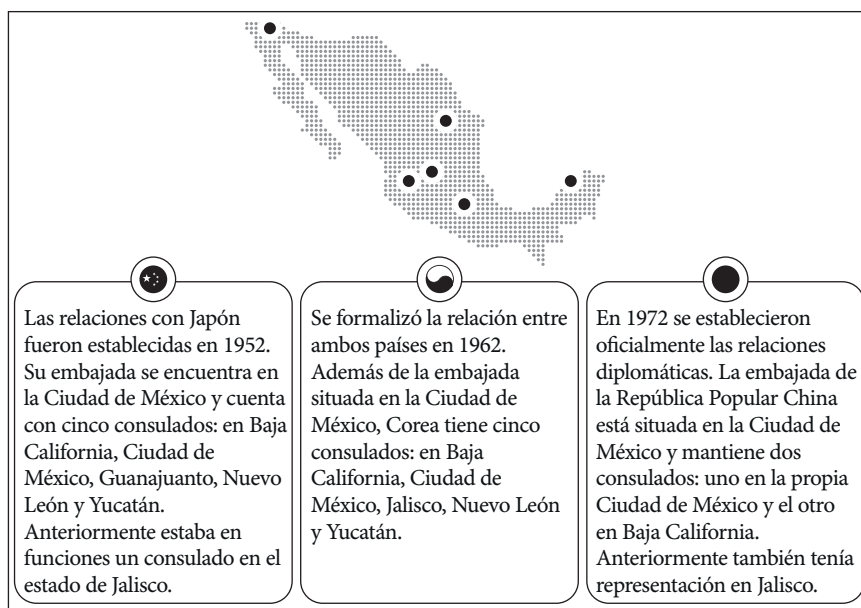 Las relaciones con Japón
fueron establecidas en 1952.
Su embajada se encuentra en
la Ciudad de México y cuenta
con cinco consulados: en Baja
California, Ciudad de
México, Guanajuanto, Nuevo
León y Yucatán.
Anteriormente estaba en
funciones un consulado en el
estado de Jalisco.
Se formalizó la relación entre
ambos países en 1962.
Además de la embajada
situada en la Ciudad de
México, Corea tiene cinco
consulados: en Baja
California, Ciudad de
México, Jalisco, Nuevo León
y Yucatán.
En 1972 se establecieron
oficialmente las relaciones
diplomáticas. La embajada de
la República Popular China
está situada en la Ciudad de
México y mantiene dos
consulados: uno en la propia
Ciudad de México y el otro
en Baja California.
Anteriormente también tenía
representación en Jalisco.